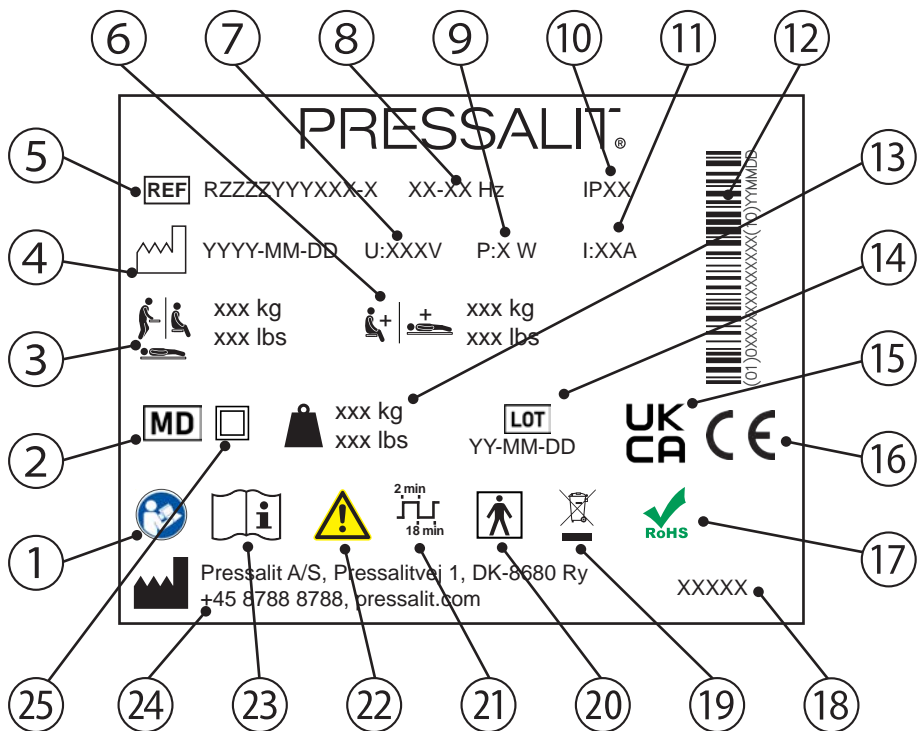 6 7 8 9 10 11 12
PRESSALIT®
13
5 REF RZZZZYYYXXX-X XX-XX Hz IPXX
4 YYYY-MM-DD U:XXXV P:X W I:XXA
14
3 xxx kg xxx kg
xxx lbs xxx lbs
(01)0XXXXXXXXXXXXX(10)YYMMDD
15
2 MD xxx kg LOT UK CA CE
xxx lbs YY-MM-DD
16
2 min
18 min
RoHS
1 17
Pressalit A/S, Pressalitvej 1, DK-8680 Ry
+45 8788 8788, pressalit.com
XXXXX
25 24 23 22 21 20 19 18